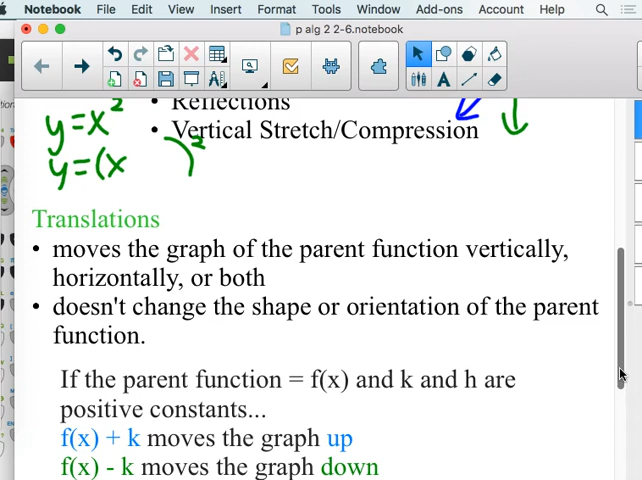 Notebook File Edit View Insert Format Tools Window Add-ons Account Help
p alg 2 2-6.notebook
Reflections
y=x²
• Vertical Stretch/Compression
y=(x )²
Translations
• moves the graph of the parent function vertically,
horizontally, or both
• doesn't change the shape or orientation of the parent
function.
If the parent function = f(x) and k and h are
positive constants...
f(x) + k moves the graph up
f(x) - k moves the graph down